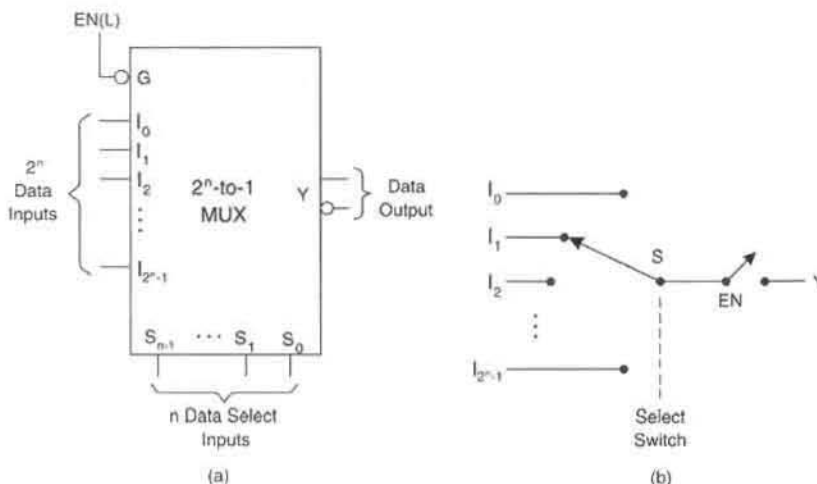 EN(L)
G
I₀
I₁
I₂
2ⁿ
Data
Inputs
2ⁿ-to-1
MUX
Y
Data
Output
I₂ⁿ₋₁
Sₙ₋₁ ··· S₁ S₀
n Data Select
Inputs
(a)
I₀
I₁
S
I₂
EN
Y
I₂ⁿ₋₁
Select
Switch
(b)